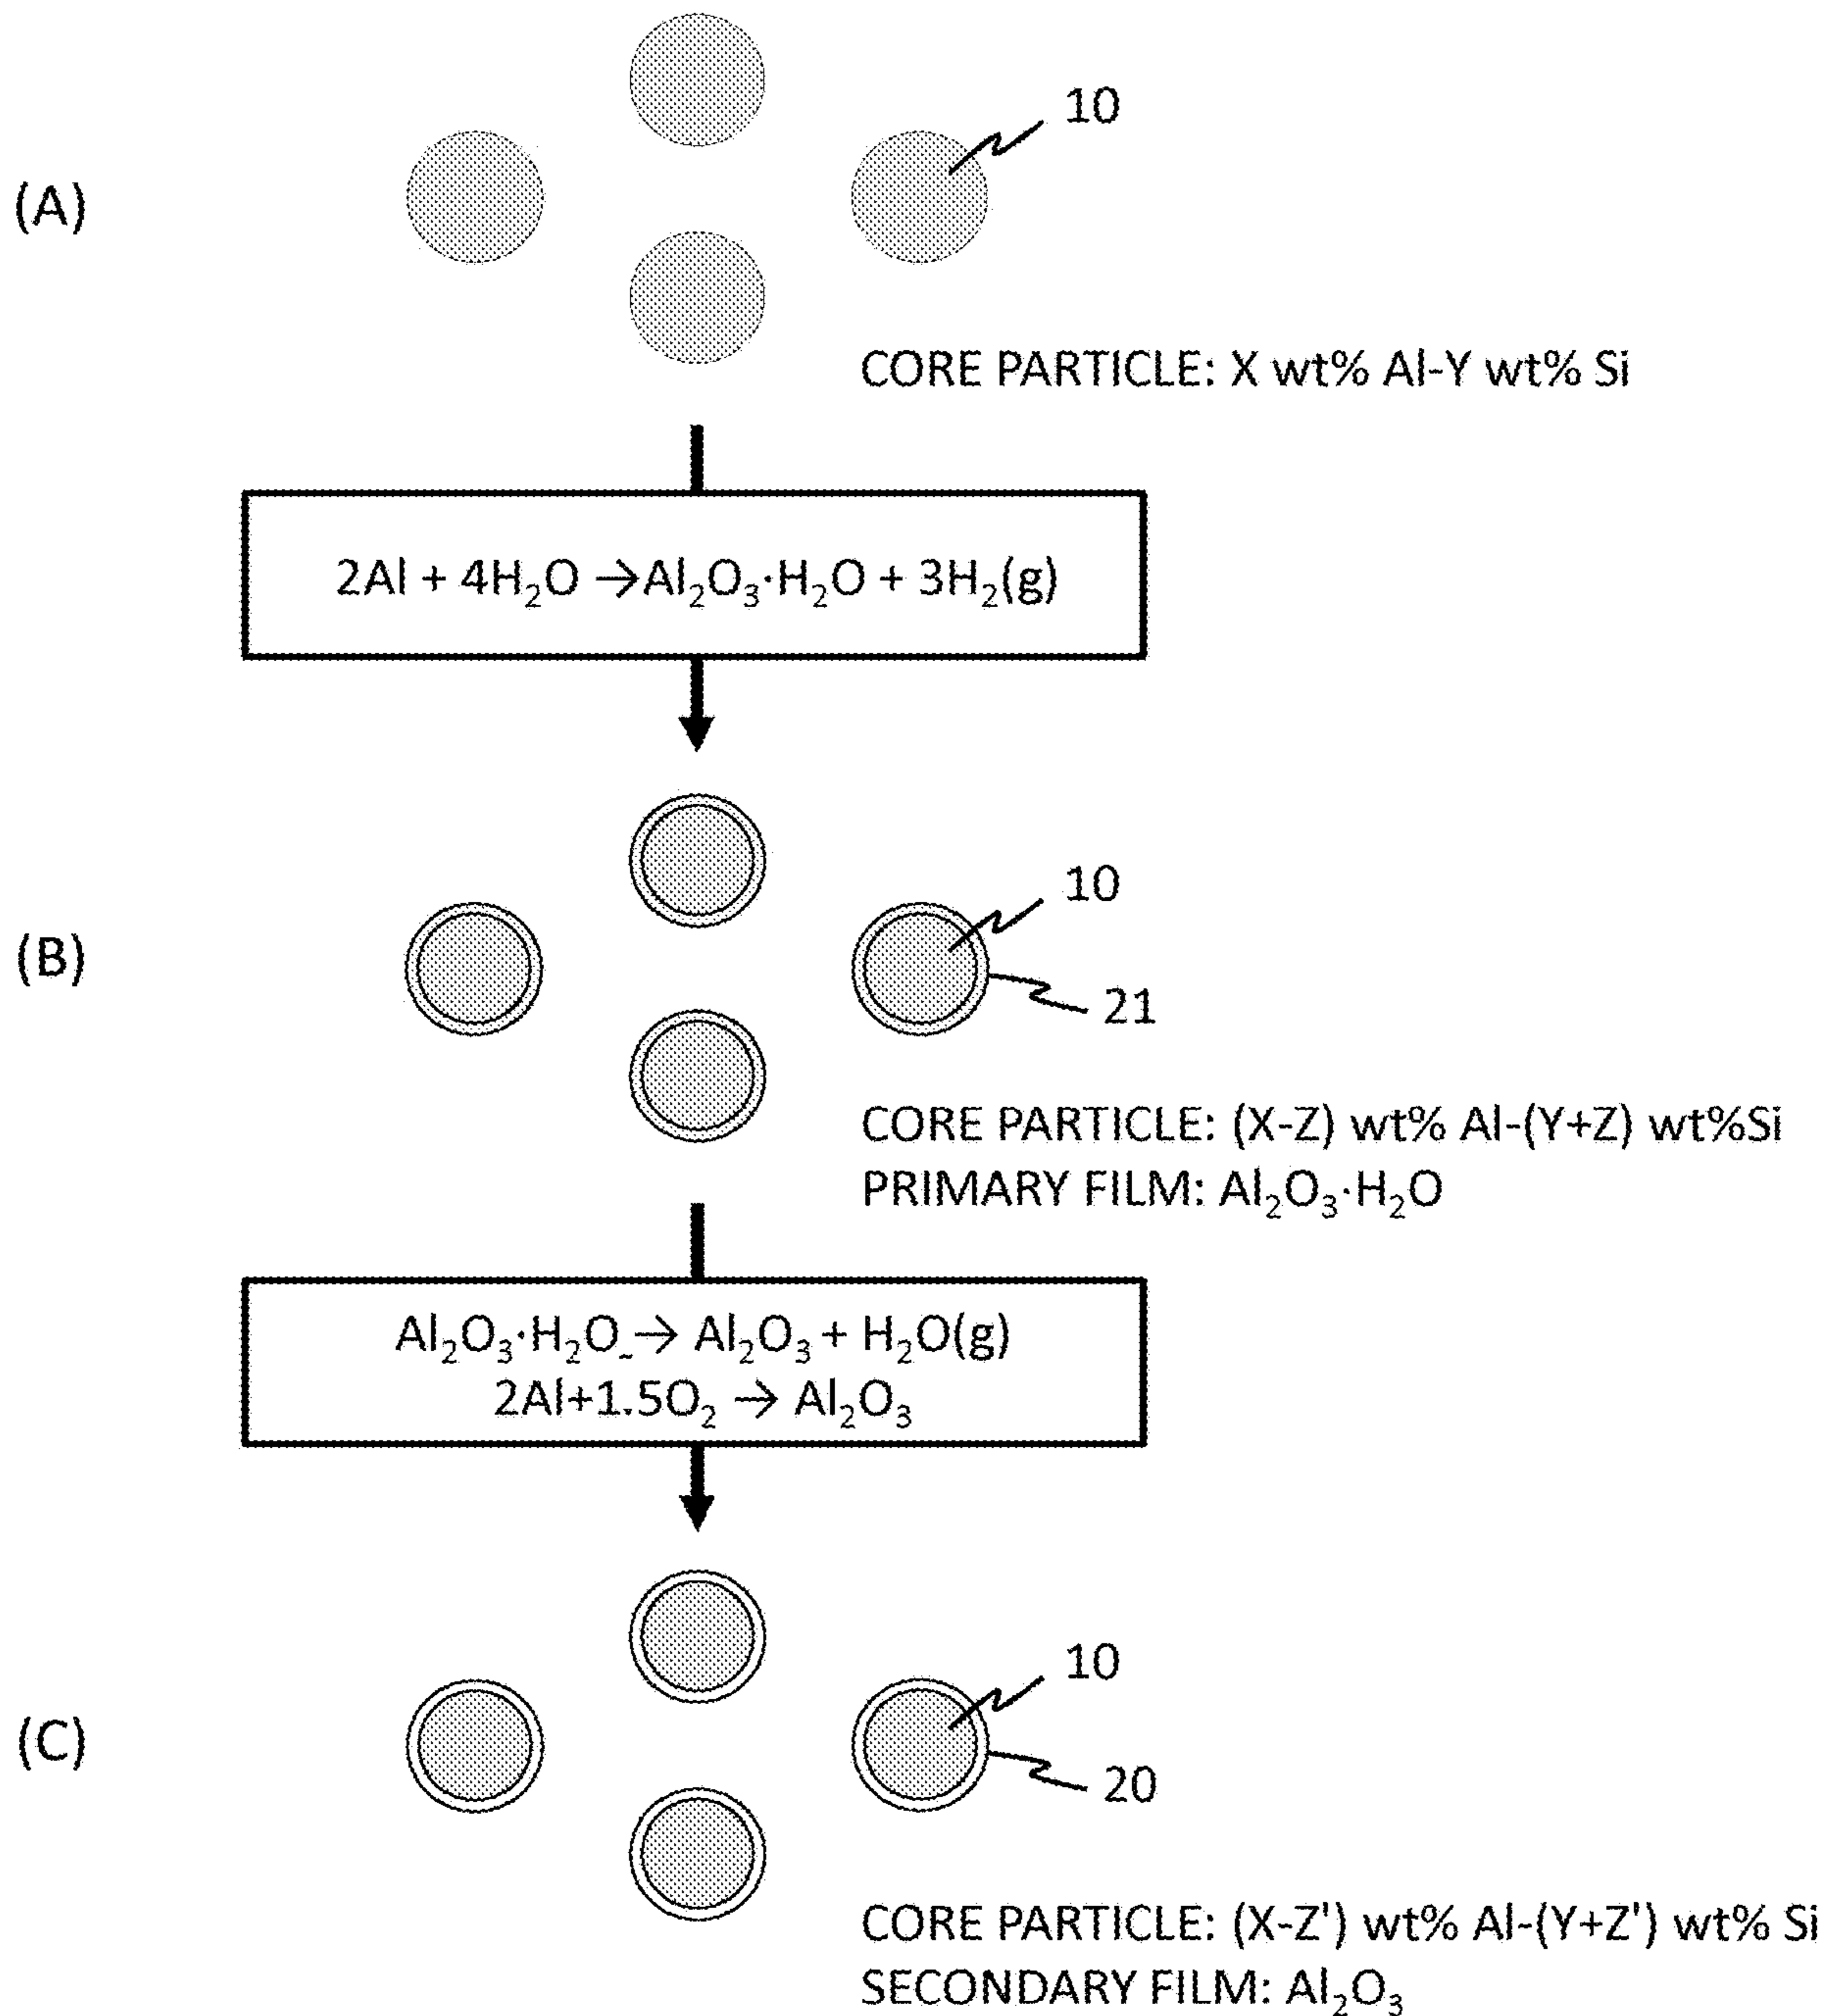 10
(A)
CORE PARTICLE: X wt% Al-Y wt% Si
2Al + 4H₂O →Al₂O₃·H₂O + 3H₂(g)
10
(B)
21
CORE PARTICLE: (X-Z) wt% Al-(Y+Z) wt%Si
PRIMARY FILM: Al₂O₃·H₂O
Al₂O₃·H₂O → Al₂O₃ + H₂O(g)
2Al+1.5O₂ → Al₂O₃
10
(C)
20
CORE PARTICLE: (X-Z') wt% Al-(Y+Z') wt% Si
SECONDARY FILM: Al₂O₃